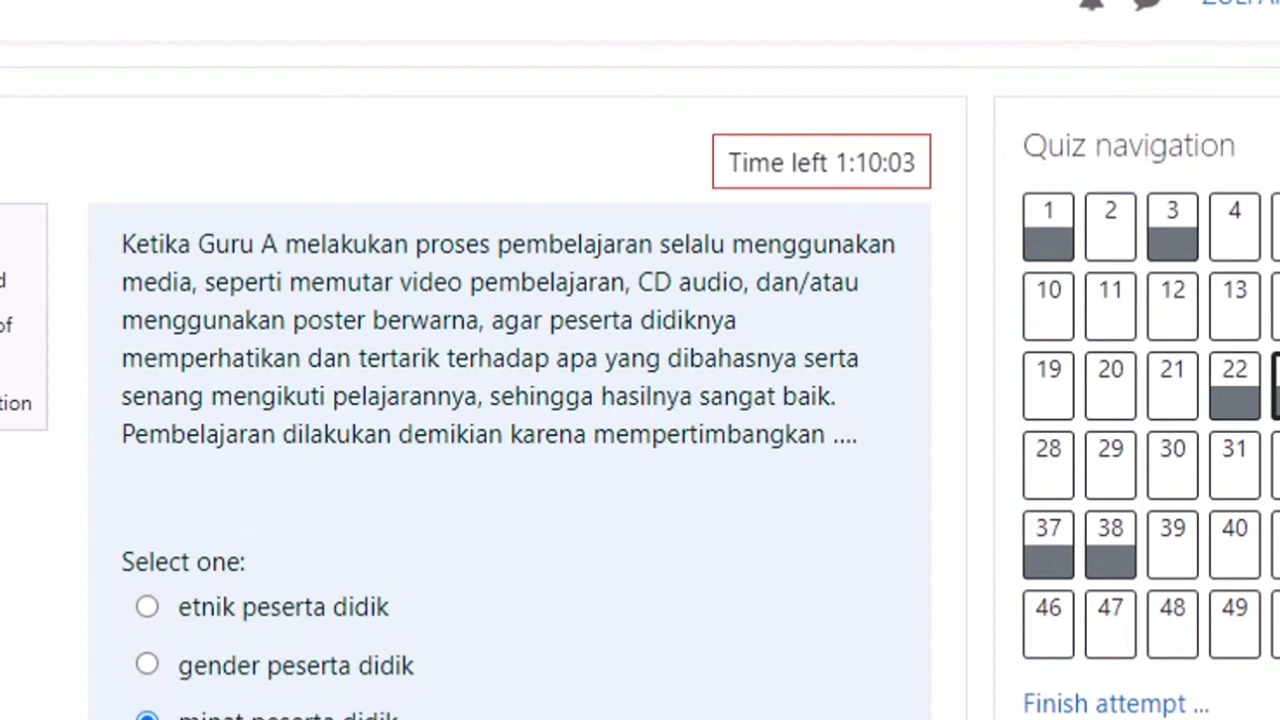 Time left 1:10:03
Quiz navigation
Ketika Guru A melakukan proses pembelajaran selalu menggunakan
media, seperti memutar video pembelajaran, CD audio, dan/atau
menggunakan poster berwarna, agar peserta didiknya
memperhatikan dan tertarik terhadap apa yang dibahasnya serta
senang mengikuti pelajarannya, sehingga hasilnya sangat baik.
Pembelajaran dilakukan demikian karena mempertimbangkan ....
Select one:
etnik peserta didik
gender peserta didik
minat peserta didik
1 2 3 4
10 11 12 13
19 20 21 22
28 29 30 31
37 38 39 40
46 47 48 49
Finish attempt ...